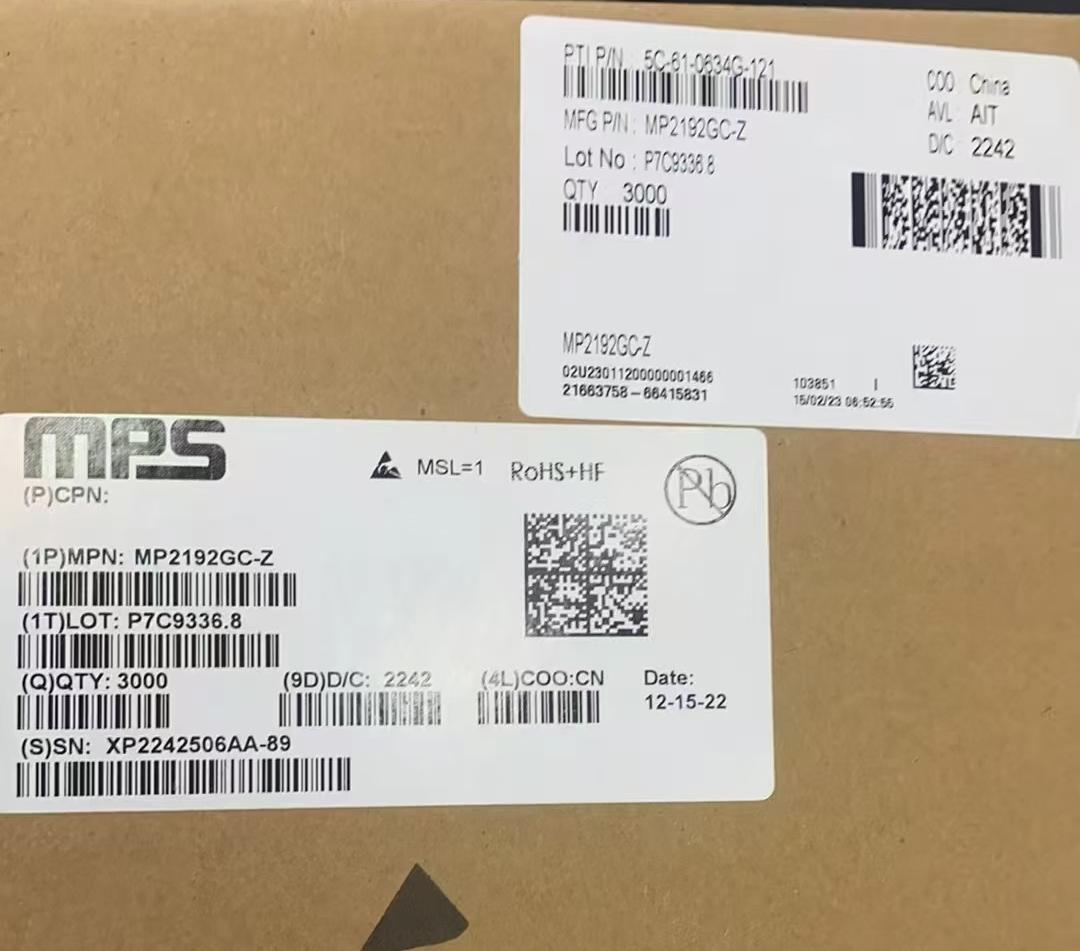 PTI P/N : 5C-61-0634G-121
COO China
MFG P/N : MP2192GC-Z
AVL: AIT
Lot No : P7C9336.8
D/C 2242
QTY 3000
MP2192GC-Z
02U23011200000001466
21663758-66415831
103851 I
15/02/23 06:52:56
MPS
(P)CPN:
MSL=1 RoHS+HF
Pb
(1P)MPN: MP2192GC-Z
(1T)LOT: P7C9336.8
(Q)QTY: 3000 (9D)D/C: 2242 (4L)COO:CN Date:
12-15-22
(S)SN: XP2242506AA-89